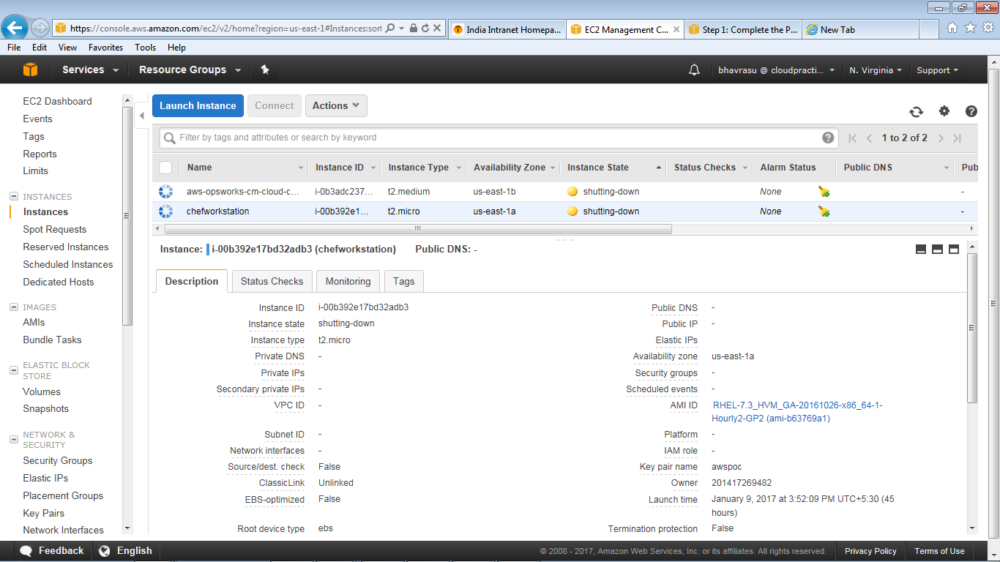 https://console.aws.amazon.com/ec2/v2/home?region=us-east-1#Instances:sort
India Intranet Homepa...
EC2 Management C...
Step 1: Complete the P...
New Tab
File Edit View Favorites Tools Help
Services Resource Groups bhavrasu @ cloudpracti... N. Virginia Support
EC2 Dashboard
Events
Tags
Reports
Limits
INSTANCES
Instances
Spot Requests
Reserved Instances
Scheduled Instances
Dedicated Hosts
IMAGES
AMIs
Bundle Tasks
ELASTIC BLOCK
STORE
Volumes
Snapshots
NETWORK &
SECURITY
Security Groups
Elastic IPs
Placement Groups
Key Pairs
Network Interfaces
Launch Instance Connect Actions
Filter by tags and attributes or search by keyword
1 to 2 of 2
Name Instance ID Instance Type Availability Zone Instance State Status Checks Alarm Status Public DNS Pub
aws-opsworks-cm-cloud-c... i-0b3adc237... t2.medium us-east-1b shutting-down None -
chefworkstation i-00b392e1... t2.micro us-east-1a shutting-down None -
Instance: i-00b392e17bd32adb3 (chefworkstation) Public DNS: -
Description Status Checks Monitoring Tags
Instance ID i-00b392e17bd32adb3
Instance state shutting-down
Instance type t2.micro
Private DNS -
Private IPs
Secondary private IPs -
VPC ID -
Subnet ID -
Network interfaces -
Source/dest. check False
ClassicLink Unlinked
EBS-optimized False
Root device type ebs
Public DNS -
Public IP -
Elastic IPs
Availability zone us-east-1a
Security groups -
Scheduled events -
AMI ID RHEL-7.3_HVM_GA-20161026-x86_64-1-
Hourly2-GP2 (ami-b63769a1)
Platform -
IAM role -
Key pair name awspoc
Owner 201417269482
Launch time January 9, 2017 at 3:52:09 PM UTC+5:30 (45
hours)
Termination protection False
Feedback English © 2008 - 2017, Amazon Web Services, Inc. or its affiliates. All rights reserved. Privacy Policy Terms of Use